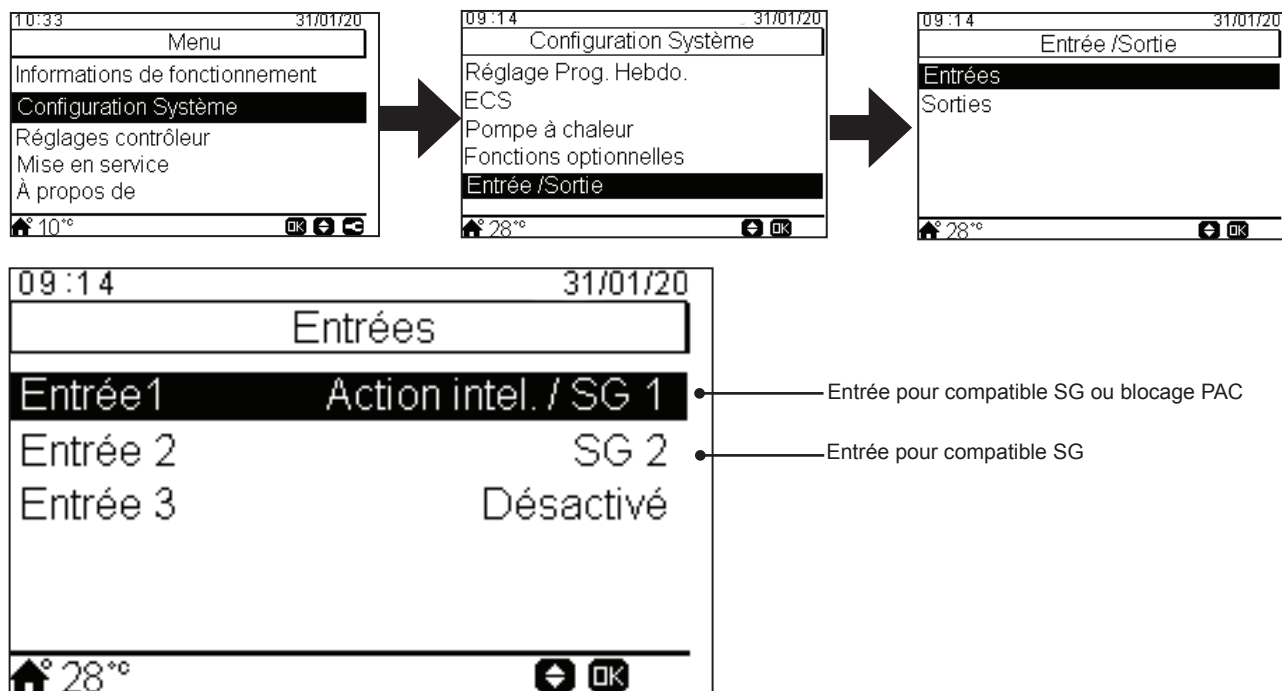 10:33 31/01/20
Menu
Informations de fonctionnement
Configuration Système
Réglages contrôleur
Mise en service
À propos de
10°c OK
09:14 31/01/20
Configuration Système
Réglage Prog. Hebdo.
ECS
Pompe à chaleur
Fonctions optionnelles
Entrée /Sortie
28°c OK
09:14 31/01/20
Entrée /Sortie
Entrées
Sorties
28°c OK
09:14 31/01/20
Entrées
Entrée1 Action intel. / SG 1
Entrée pour compatible SG ou blocage PAC
Entrée 2 SG 2
Entrée pour compatible SG
Entrée 3 Désactivé
28°c OK